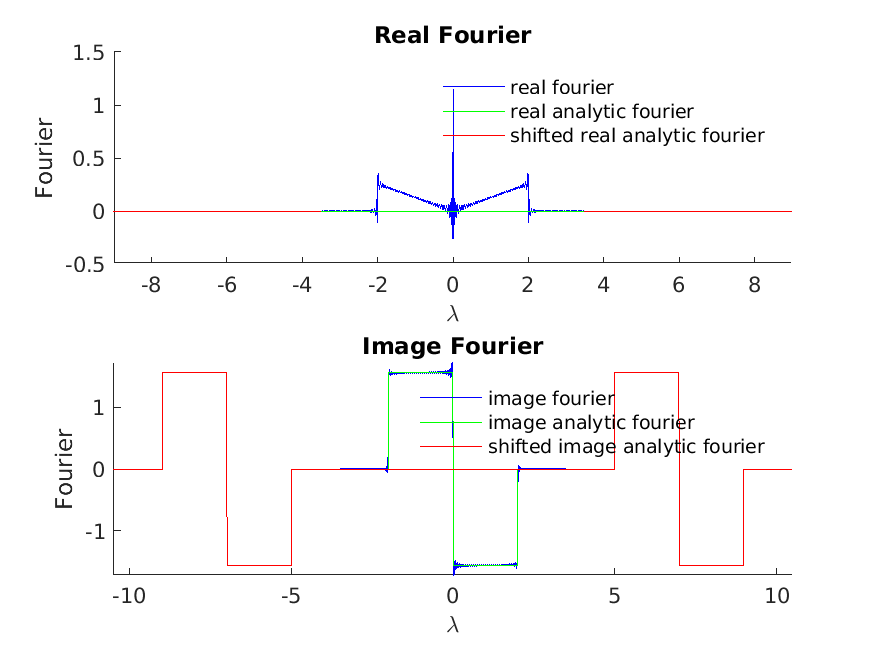 Real Fourier
1.5
1
0.5
0
-0.5
Fourier
real fourier
real analytic fourier
shifted real analytic fourier
-8 -6 -4 -2 0 2 4 6 8
λ
Image Fourier
1
0
-1
Fourier
image fourier
image analytic fourier
shifted image analytic fourier
-10 -5 0 5 10
λ